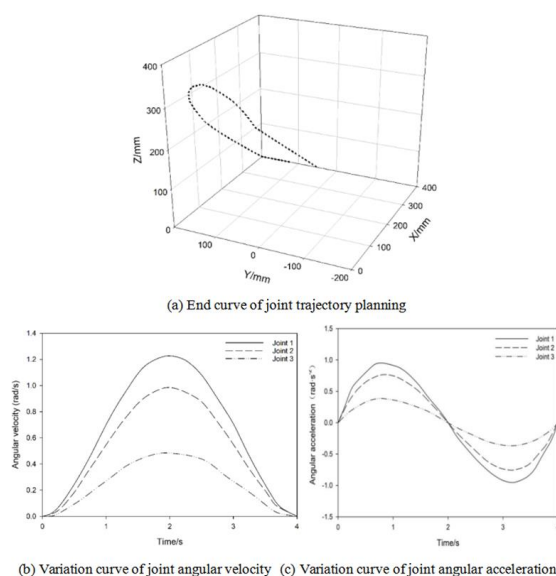 400
300
200
100
0
Z/mm
100
0
-100
-200
Y/mm
400
300
200
100
0
X/mm
(a) End curve of joint trajectory planning
1.4
1.2
1.0
0.8
0.6
0.4
0.2
0.0
Angular velocity (rad/s)
Joint 1
Joint 2
Joint 3
0 1 2 3 4
Time/s
1.5
1.0
0.5
0.0
-0.5
-1.0
-1.5
Angular acceleration
Joint 1
Joint 2
Joint 3
0 1 2 3
Time/s
(b) Variation curve of joint angular velocity (c) Variation curve of joint angular acceleration